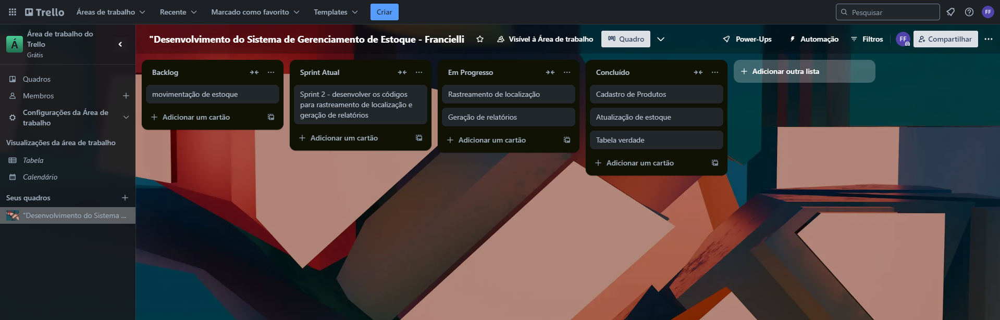 Trello
Áreas de trabalho
Recente
Marcado como favorito
Templates
Criar
Pesquisar
FF
Á
Área de trabalho do
Trello
Grátis
Quadros
Membros
Configurações da Área de
trabalho
Visualizações da área de trabalho
Tabela
Calendário
Seus quadros
"Desenvolvimento do Sistema ...
"Desenvolvimento do Sistema de Gerenciamento de Estoque - Francielli
Visível à Área de trabalho
Quadro
Power-Ups
Automação
Filtros
FF
Compartilhar
Backlog
movimentação de estoque
Adicionar um cartão
Sprint Atual
Sprint 2 - desenvolver os códigos
para rastreamento de localização e
geração de relatórios
Adicionar um cartão
Em Progresso
Rastreamento de localização
Geração de relatórios
Adicionar um cartão
Concluído
Cadastro de Produtos
Atualização de estoque
Tabela verdade
Adicionar um cartão
Adicionar outra lista